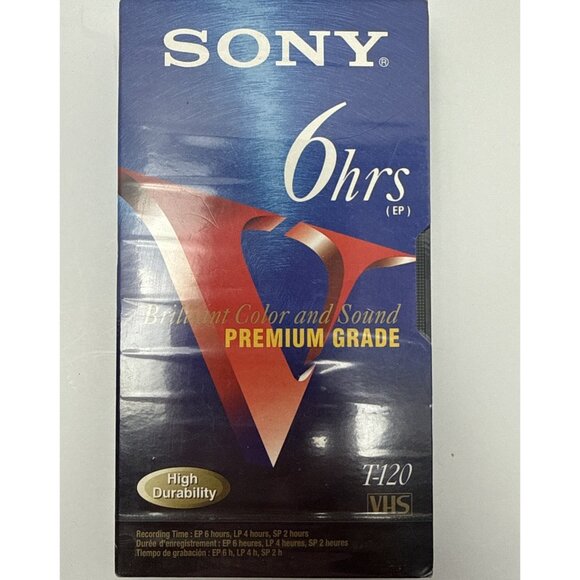 SONY®
6hrs
(EP)
V
Brilliant Color and Sound
PREMIUM GRADE
High
Durability
T-120
VHS
Recording Time : EP 6 hours, LP 4 hours, SP 2 hours
Durée d'enregistrement : EP 6 heures, LP 4 heures, SP 2 heures
Tiempo de grabación : EP 6 h, LP 4 h, SP 2 h